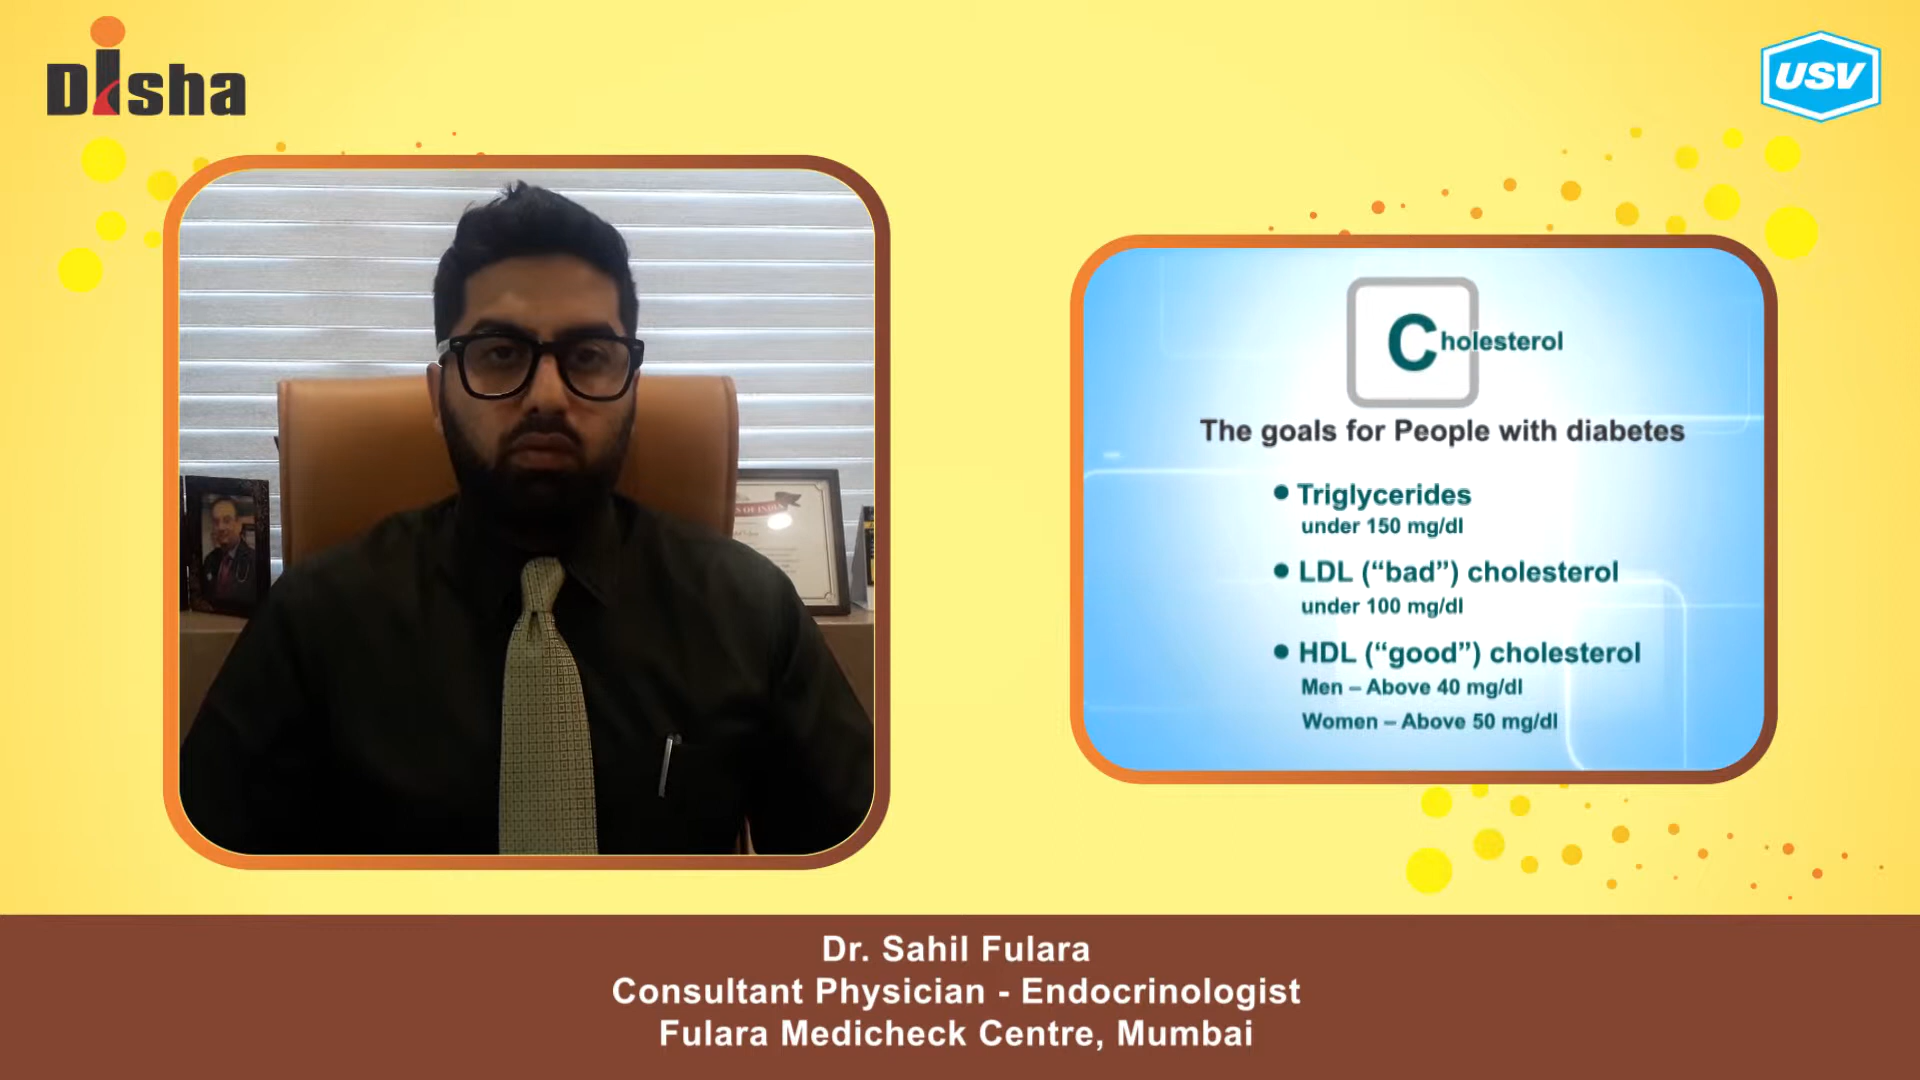 Disha
USV
S OF INDIA
Cholesterol
The goals for People with diabetes
• Triglycerides
under 150 mg/dl
• LDL (“bad”) cholesterol
under 100 mg/dl
• HDL (“good”) cholesterol
Men – Above 40 mg/dl
Women – Above 50 mg/dl
Dr. Sahil Fulara
Consultant Physician - Endocrinologist
Fulara Medicheck Centre, Mumbai